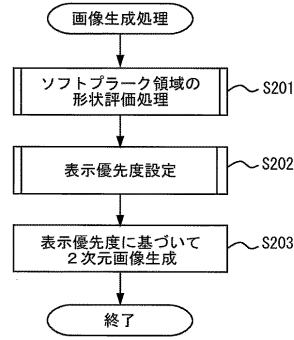 画像生成処理
ソフトプラーク領域の
形状評価処理
S201
表示優先度設定
S202
表示優先度に基づいて
2次元画像生成
S203
終了